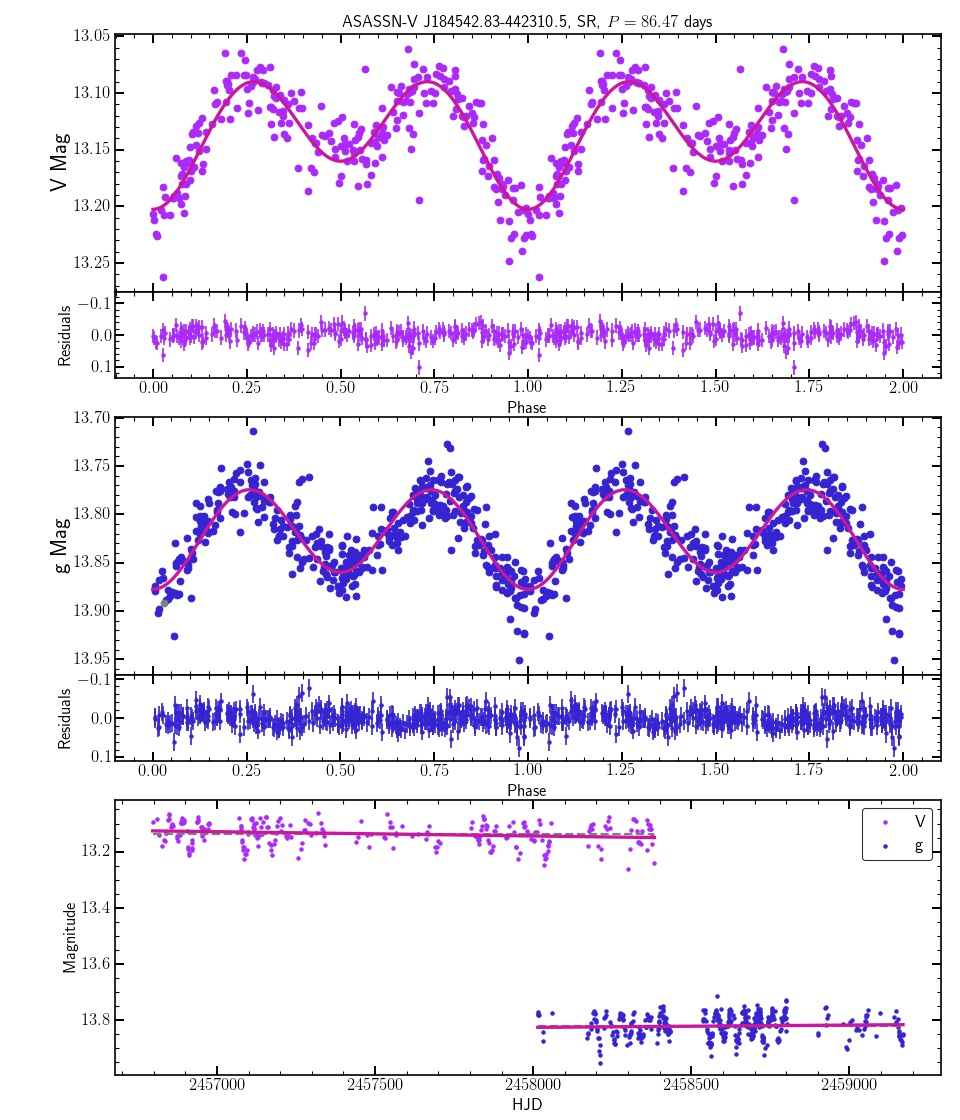 ASASSN-V J184542.83-442310.5, SR, P = 86.47 days
13.05
13.10
13.15
13.20
13.25
V Mag
−0.1
0.0
0.1
Residuals
0.00 0.25 0.50 0.75 1.00 1.25 1.50 1.75 2.00
Phase
13.70
13.75
13.80
13.85
13.90
13.95
g Mag
−0.1
0.0
0.1
Residuals
0.00 0.25 0.50 0.75 1.00 1.25 1.50 1.75 2.00
Phase
V
g
13.2
13.4
13.6
13.8
Magnitude
2457000 2457500 2458000 2458500 2459000
HJD